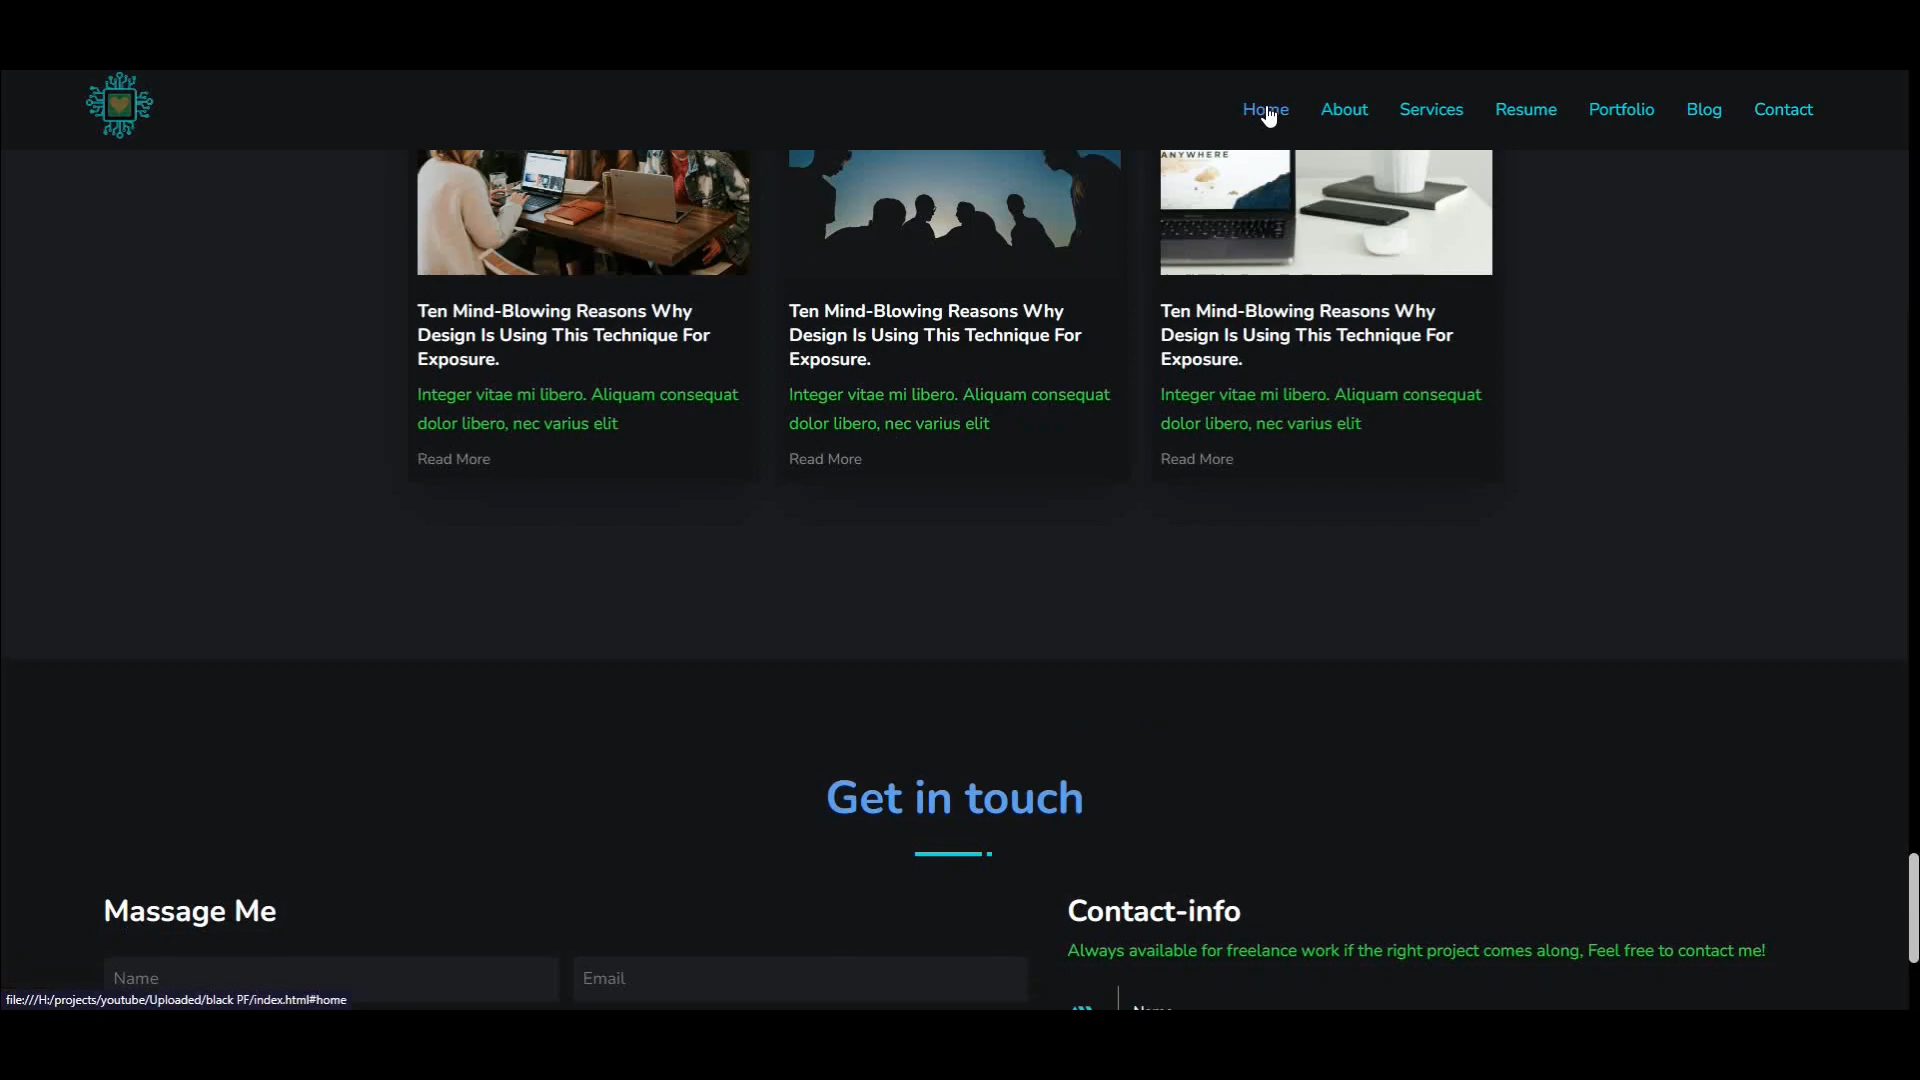 Home About Services Resume Portfolio Blog Contact
ANYWHERE
Ten Mind-Blowing Reasons Why
Design Is Using This Technique For
Exposure.
Integer vitae mi libero. Aliquam consequat
dolor libero, nec varius elit
Read More
Ten Mind-Blowing Reasons Why
Design Is Using This Technique For
Exposure.
Integer vitae mi libero. Aliquam consequat
dolor libero, nec varius elit
Read More
Ten Mind-Blowing Reasons Why
Design Is Using This Technique For
Exposure.
Integer vitae mi libero. Aliquam consequat
dolor libero, nec varius elit
Read More
Get in touch
Massage Me
Name
Email
Contact-info
Always available for freelance work if the right project comes along, Feel free to contact me!
Name
file:///H:/projects/youtube/Uploaded/black PF/index.html#home